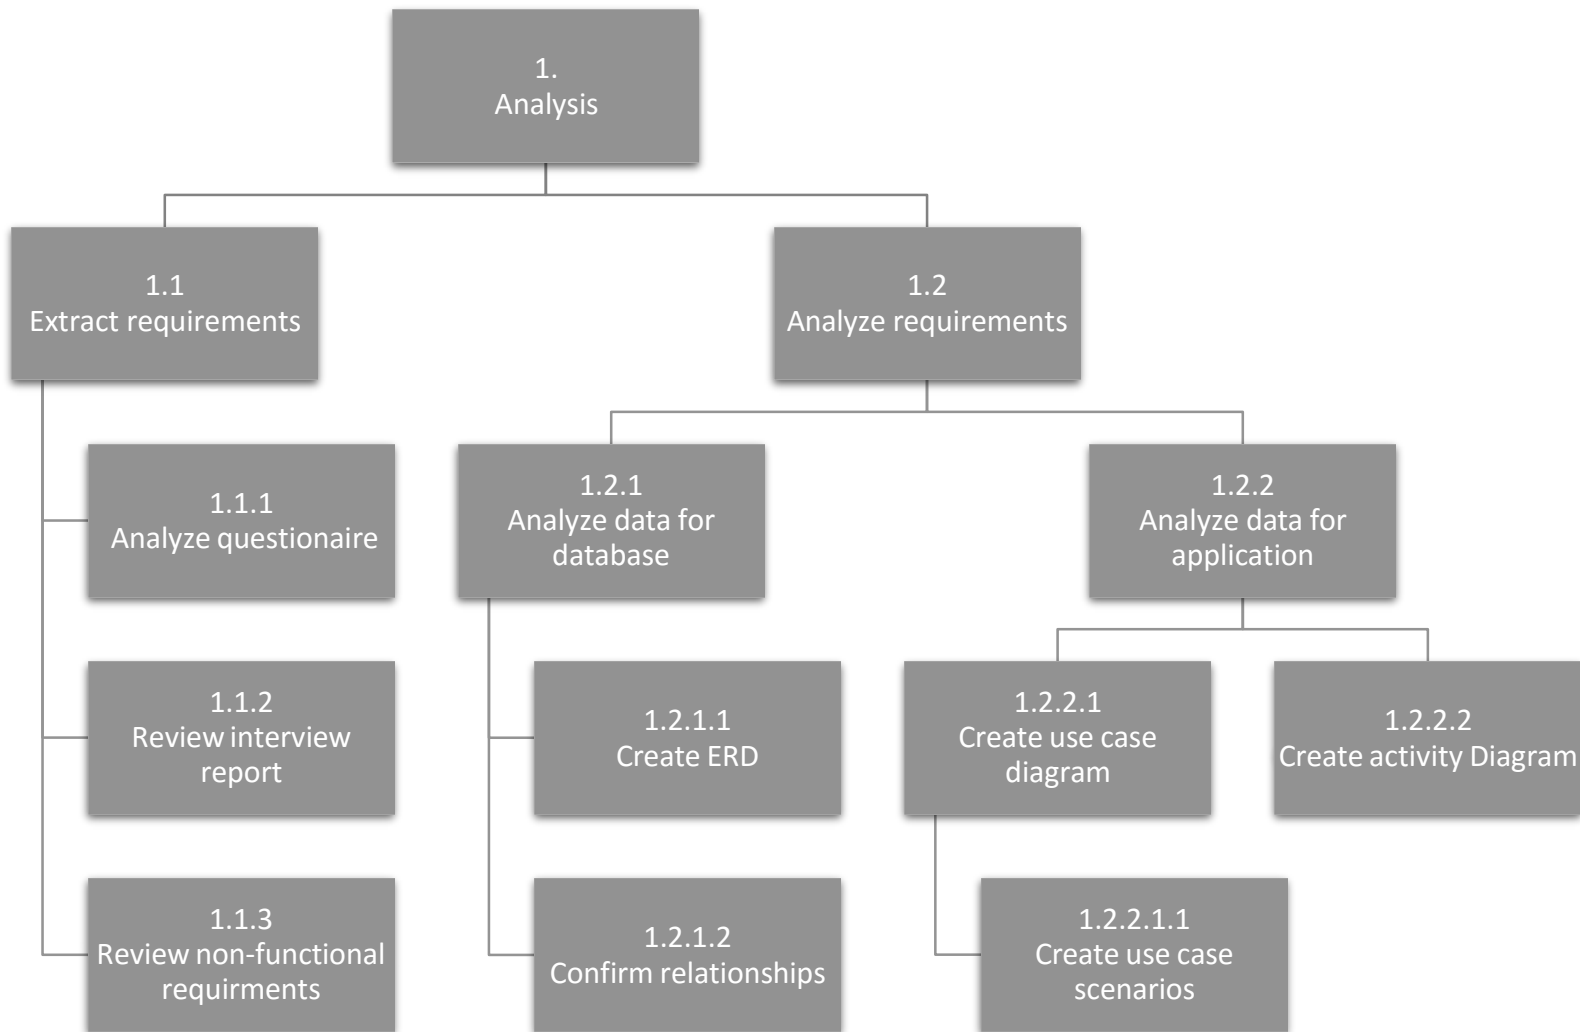 1.
Analysis
1.1
Extract requirements
1.2
Analyze requirements
1.1.1
Analyze questionaire
1.2.1
Analyze data for
database
1.2.2
Analyze data for
application
1.1.2
Review interview
report
1.2.1.1
Create ERD
1.2.2.1
Create use case
diagram
1.2.2.2
Create activity Diagram
1.1.3
Review non-functional
requirments
1.2.1.2
Confirm relationships
1.2.2.1.1
Create use case
scenarios